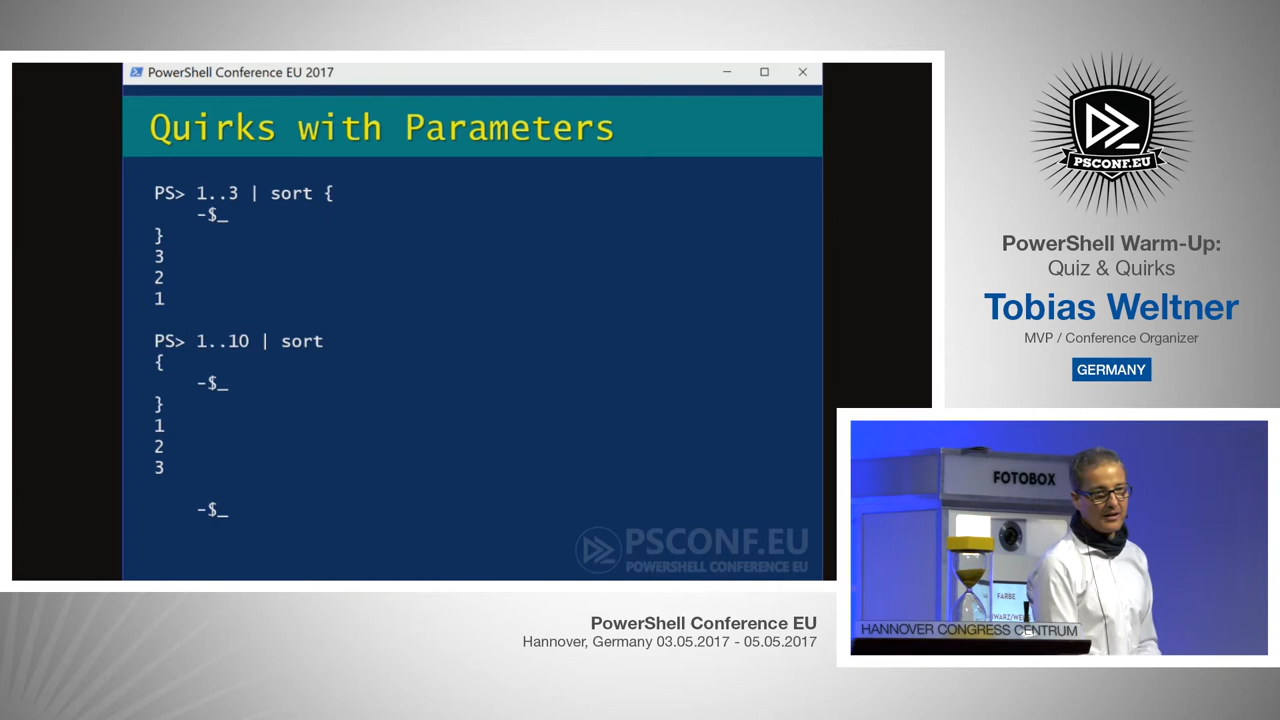 PowerShell Conference EU 2017
Quirks with Parameters
PS> 1..3 | sort {
-$_
}
3
2
1
PS> 1..10 | sort
{
-$_
}
1
2
3
-$_
PSCONF.EU
POWERSHELL CONFERENCE EU
PSCONF.EU
PowerShell Warm-Up:
Quiz & Quirks
Tobias Weltner
MVP / Conference Organizer
GERMANY
FOTOBOX
FARBE
HANNOVER CONGRESS CENTRUM
PowerShell Conference EU
Hannover, Germany 03.05.2017 - 05.05.2017